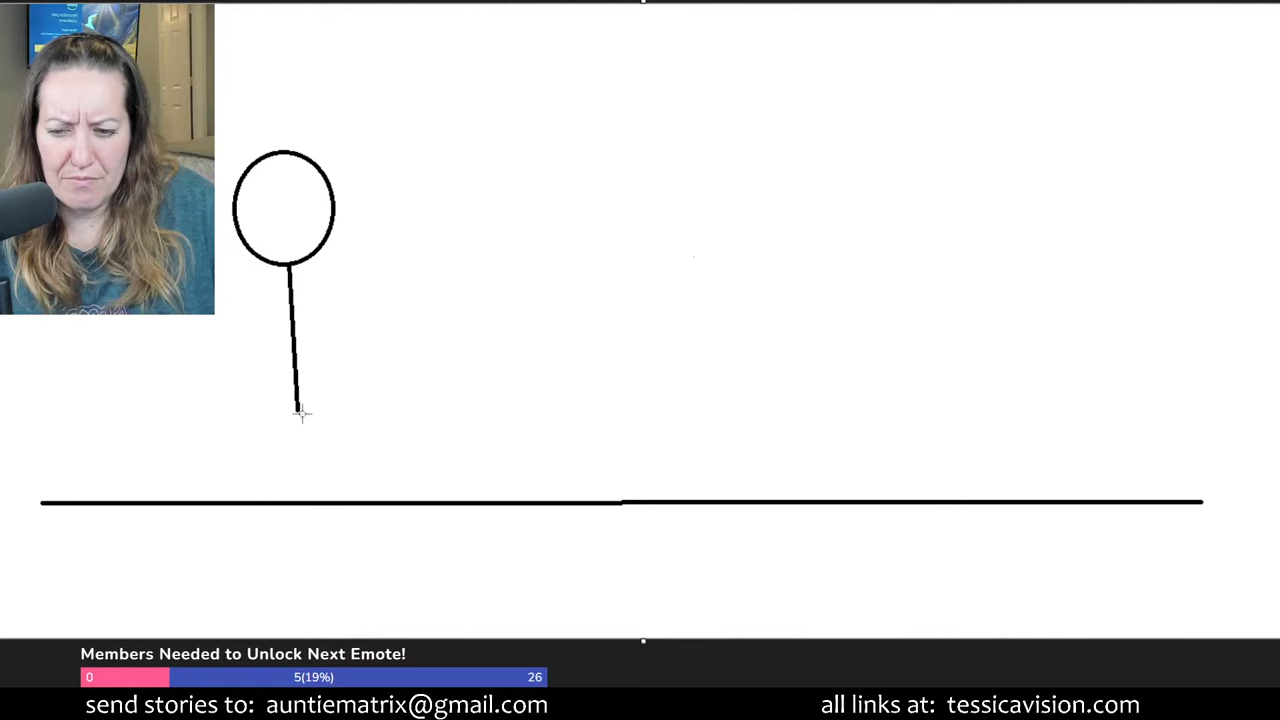 Members Needed to Unlock Next Emote!
0 5(19%) 26
send stories to: auntiematrix@gmail.com all links at: tessicavision.com